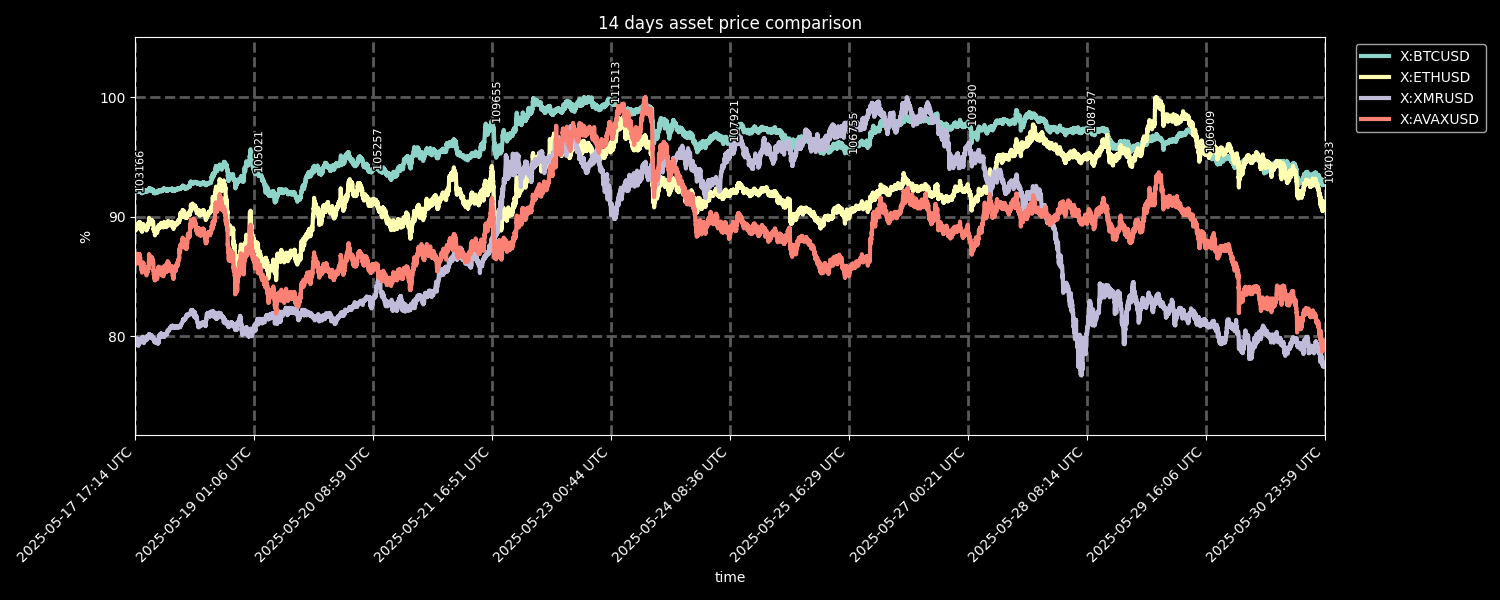 14 days asset price comparison
X:BTCUSD
X:ETHUSD
X:XMRUSD
X:AVAXUSD
100
90
80
%
103166
105021
105257
109655
111513
107921
106755
109390
108797
106909
104033
2025-05-17 17:14 UTC
2025-05-19 01:06 UTC
2025-05-20 08:59 UTC
2025-05-21 16:51 UTC
2025-05-23 00:44 UTC
2025-05-24 08:36 UTC
2025-05-25 16:29 UTC
2025-05-27 00:21 UTC
2025-05-28 08:14 UTC
2025-05-29 16:06 UTC
2025-05-30 23:59 UTC
time